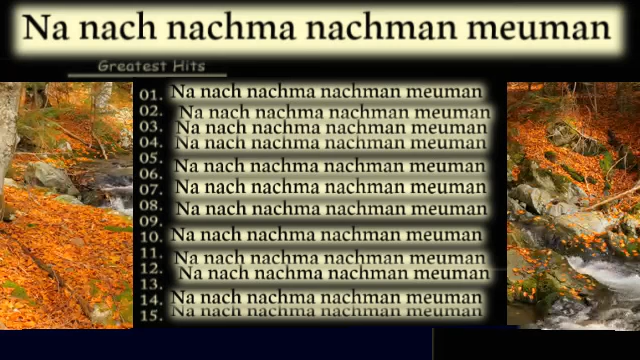 Na nach nachma nachman meuman
Greatest Hits
01. Na nach nachma nachman meuman
02. Na nach nachma nachman meuman
03. Na nach nachma nachman meuman
04. Na nach nachma nachman meuman
05.
06. Na nach nachma nachman meuman
07. Na nach nachma nachman meuman
08. Na nach nachma nachman meuman
09.
10. Na nach nachma nachman meuman
11. Na nach nachma nachman meuman
12. Na nach nachma nachman meuman
13.
14. Na nach nachma nachman meuman
15. Na nach nachma nachman meuman